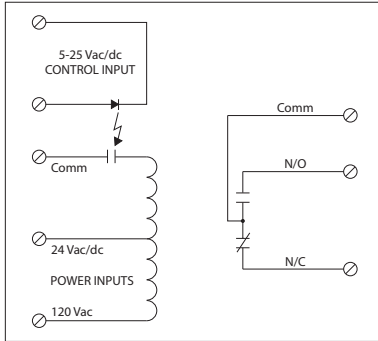 5-25 Vac/dc
CONTROL INPUT
Comm
24 Vac/dc
POWER INPUTS
120 Vac
Comm
N/O
N/C